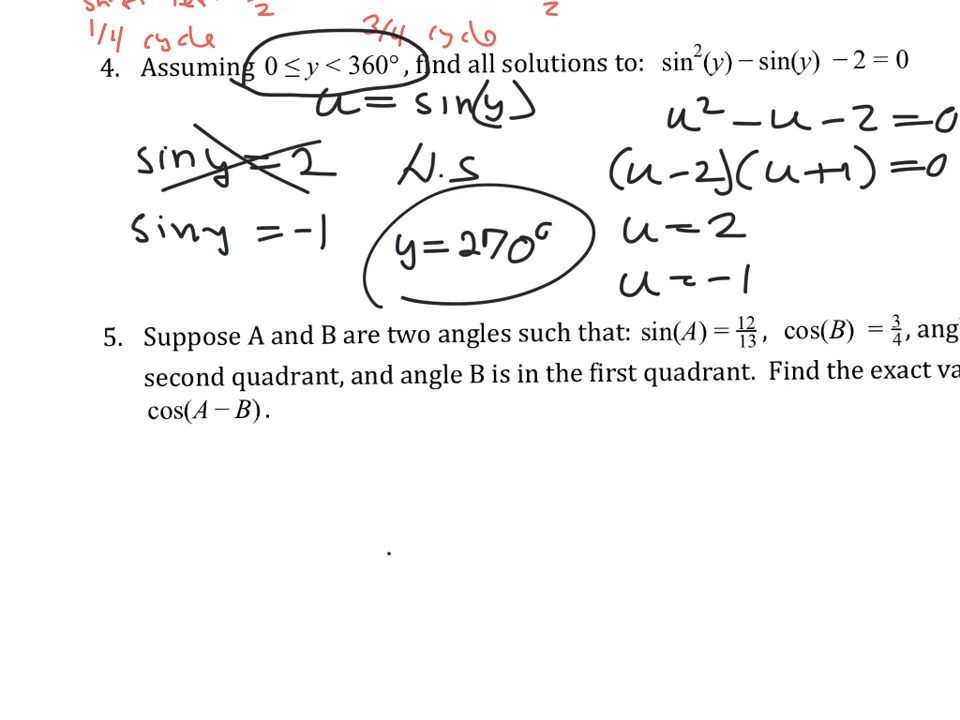 1/4 cycle 3/4 cycle
4. Assuming 0 ≤ y < 360°, find all solutions to: sin²(y) − sin(y) − 2 = 0
u = sin(y)
u² − u − 2 = 0
sin y = 2 N.S (u − 2)(u + 1) = 0
sin y = −1 y = 270° u = 2
u = −1
5. Suppose A and B are two angles such that: sin(A) = 12/13, cos(B) = 3/4, ang
second quadrant, and angle B is in the first quadrant. Find the exact va
cos(A − B).